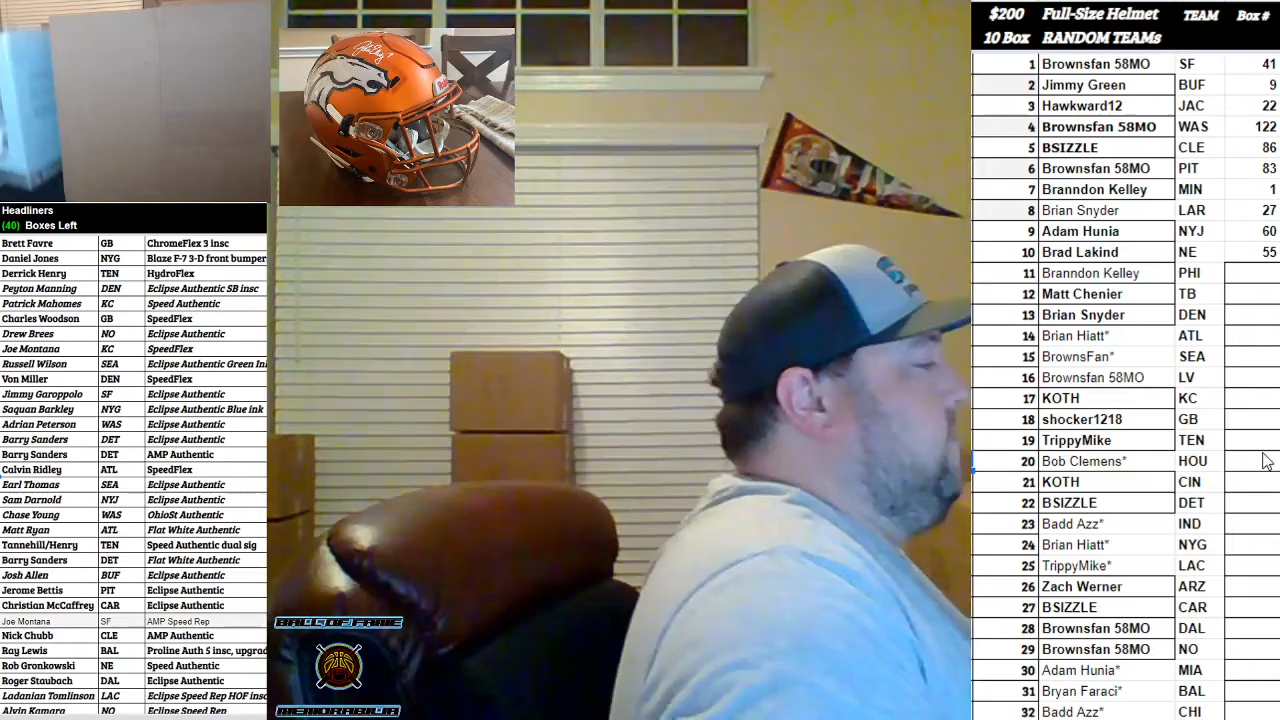 Headliners
(40) Boxes Left
Brett Favre GB ChromeFlex 3 insc
Daniel Jones NYG Blaze F-7 3-D front bumper
Derrick Henry TEN HydroFlex
Peyton Manning DEN Eclipse Authentic SB insc
Patrick Mahomes KC Speed Authentic
Charles Woodson GB SpeedFlex
Drew Brees NO Eclipse Authentic
Joe Montana KC SpeedFlex
Russell Wilson SEA Eclipse Authentic Green In
Von Miller DEN SpeedFlex
Jimmy Garoppolo SF Eclipse Authentic
Saquan Barkley NYG Eclipse Authentic Blue ink
Adrian Peterson WAS Eclipse Authentic
Barry Sanders DET Eclipse Authentic
Barry Sanders DET AMP Authentic
Calvin Ridley ATL SpeedFlex
Earl Thomas SEA Eclipse Authentic
Sam Darnold NYJ Eclipse Authentic
Chase Young WAS OhioSt Authentic
Matt Ryan ATL Flat White Authentic
Tannehill/Henry TEN Speed Authentic dual sig
Barry Sanders DET Flat White Authentic
Josh Allen BUF Eclipse Authentic
Jerome Bettis PIT Eclipse Authentic
Christian McCaffrey CAR Eclipse Authentic
Joe Montana SF AMP Speed Rep
Nick Chubb CLE AMP Authentic
Ray Lewis BAL Proline Auth 5 insc, upgrad
Rob Gronkowski NE Speed Authentic
Roger Staubach DAL Eclipse Authentic
Ladanian Tomlinson LAC Eclipse Speed Rep HOF insc
Alvin Kamara NO Eclipse Speed Rep
BALL OF FAME
MEMORABILIA
$200 Full-Size Helmet TEAM Box #
10 Box RANDOM TEAMs
1 Brownsfan 58MO SF 41
2 Jimmy Green BUF 9
3 Hawkward12 JAC 22
4 Brownsfan 58MO WAS 122
5 BSIZZLE CLE 86
6 Brownsfan 58MO PIT 83
7 Branndon Kelley MIN 1
8 Brian Snyder LAR 27
9 Adam Hunia NYJ 60
10 Brad Lakind NE 55
11 Branndon Kelley PHI
12 Matt Chenier TB
13 Brian Snyder DEN
14 Brian Hiatt* ATL
15 BrownsFan* SEA
16 Brownsfan 58MO LV
17 KOTH KC
18 shocker1218 GB
19 TrippyMike TEN
20 Bob Clemens* HOU
21 KOTH CIN
22 BSIZZLE DET
23 Badd Azz* IND
24 Brian Hiatt* NYG
25 TrippyMike* LAC
26 Zach Werner ARZ
27 BSIZZLE CAR
28 Brownsfan 58MO DAL
29 Brownsfan 58MO NO
30 Adam Hunia* MIA
31 Bryan Faraci* BAL
32 Badd Azz* CHI